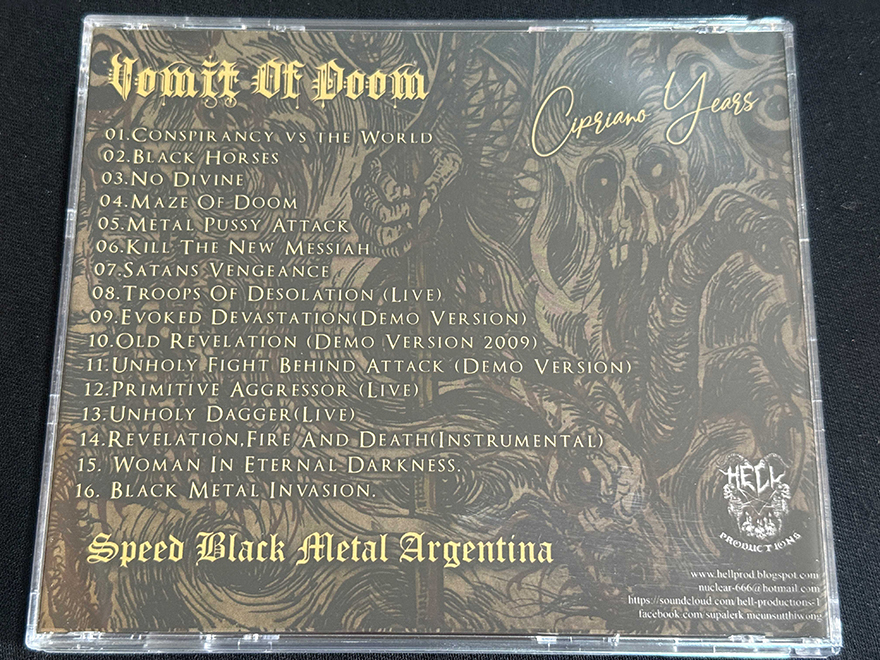 Vomit Of Doom
Cipriano Years
01.Conspirancy vs the World
02.Black Horses
03.No Divine
04.Maze Of Doom
05.Metal Pussy Attack
06.Kill The New Messiah
07.Satans Vengeance
08.Troops Of Desolation (Live)
09.Evoked Devastation(Demo Version)
10.Old Revelation (Demo Version 2009)
11.Unholy Fight Behind Attack (Demo Version)
12.Primitive Aggressor (Live)
13.Unholy Dagger(Live)
14.Revelation,Fire And Death(Instrumental)
15. Woman In Eternal Darkness.
16. Black Metal Invasion.
Speed Black Metal Argentina
HELL
PRODUCTIONS
www.hellprod.blogspot.com
nuclear-666@hotmail.com
https://soundcloud.com/hell-productions-1
facebook.com/supalerk.meunsutthiwong